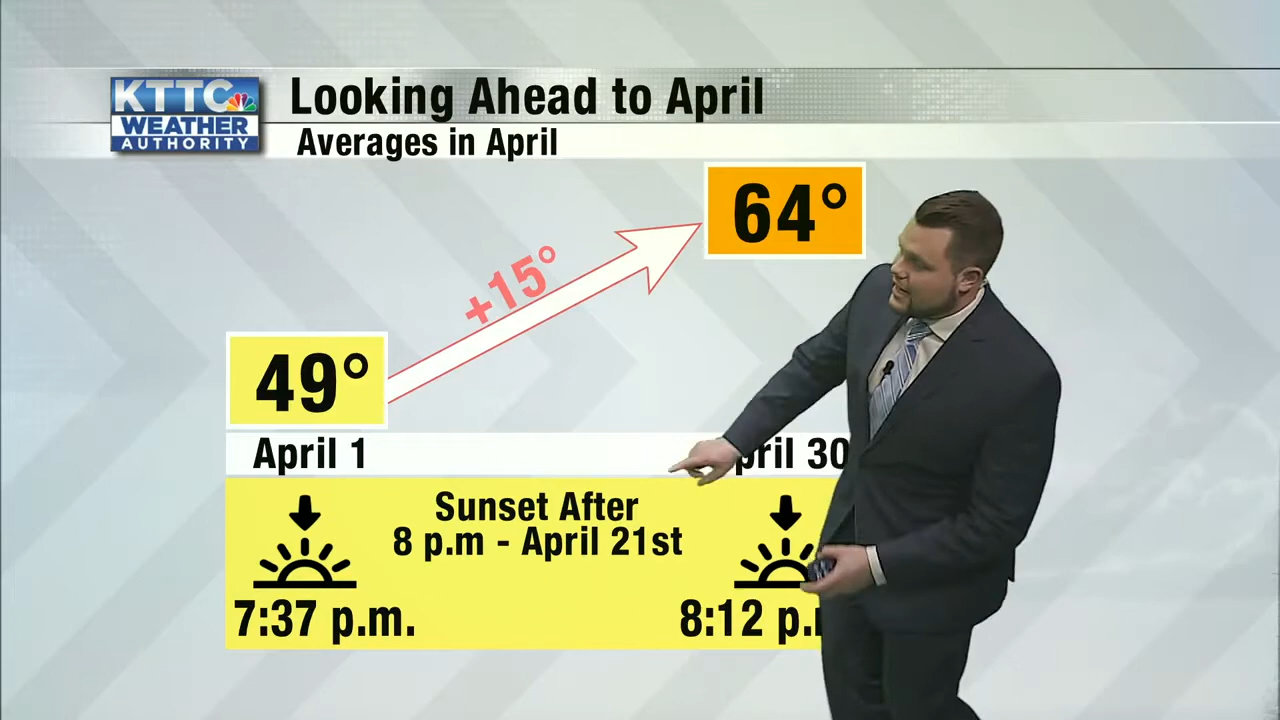 KTTC
WEATHER
AUTHORITY
Looking Ahead to April
Averages in April
64°
+15°
49°
April 1
pril 30
Sunset After
8 p.m - April 21st
7:37 p.m.
8:12 p.